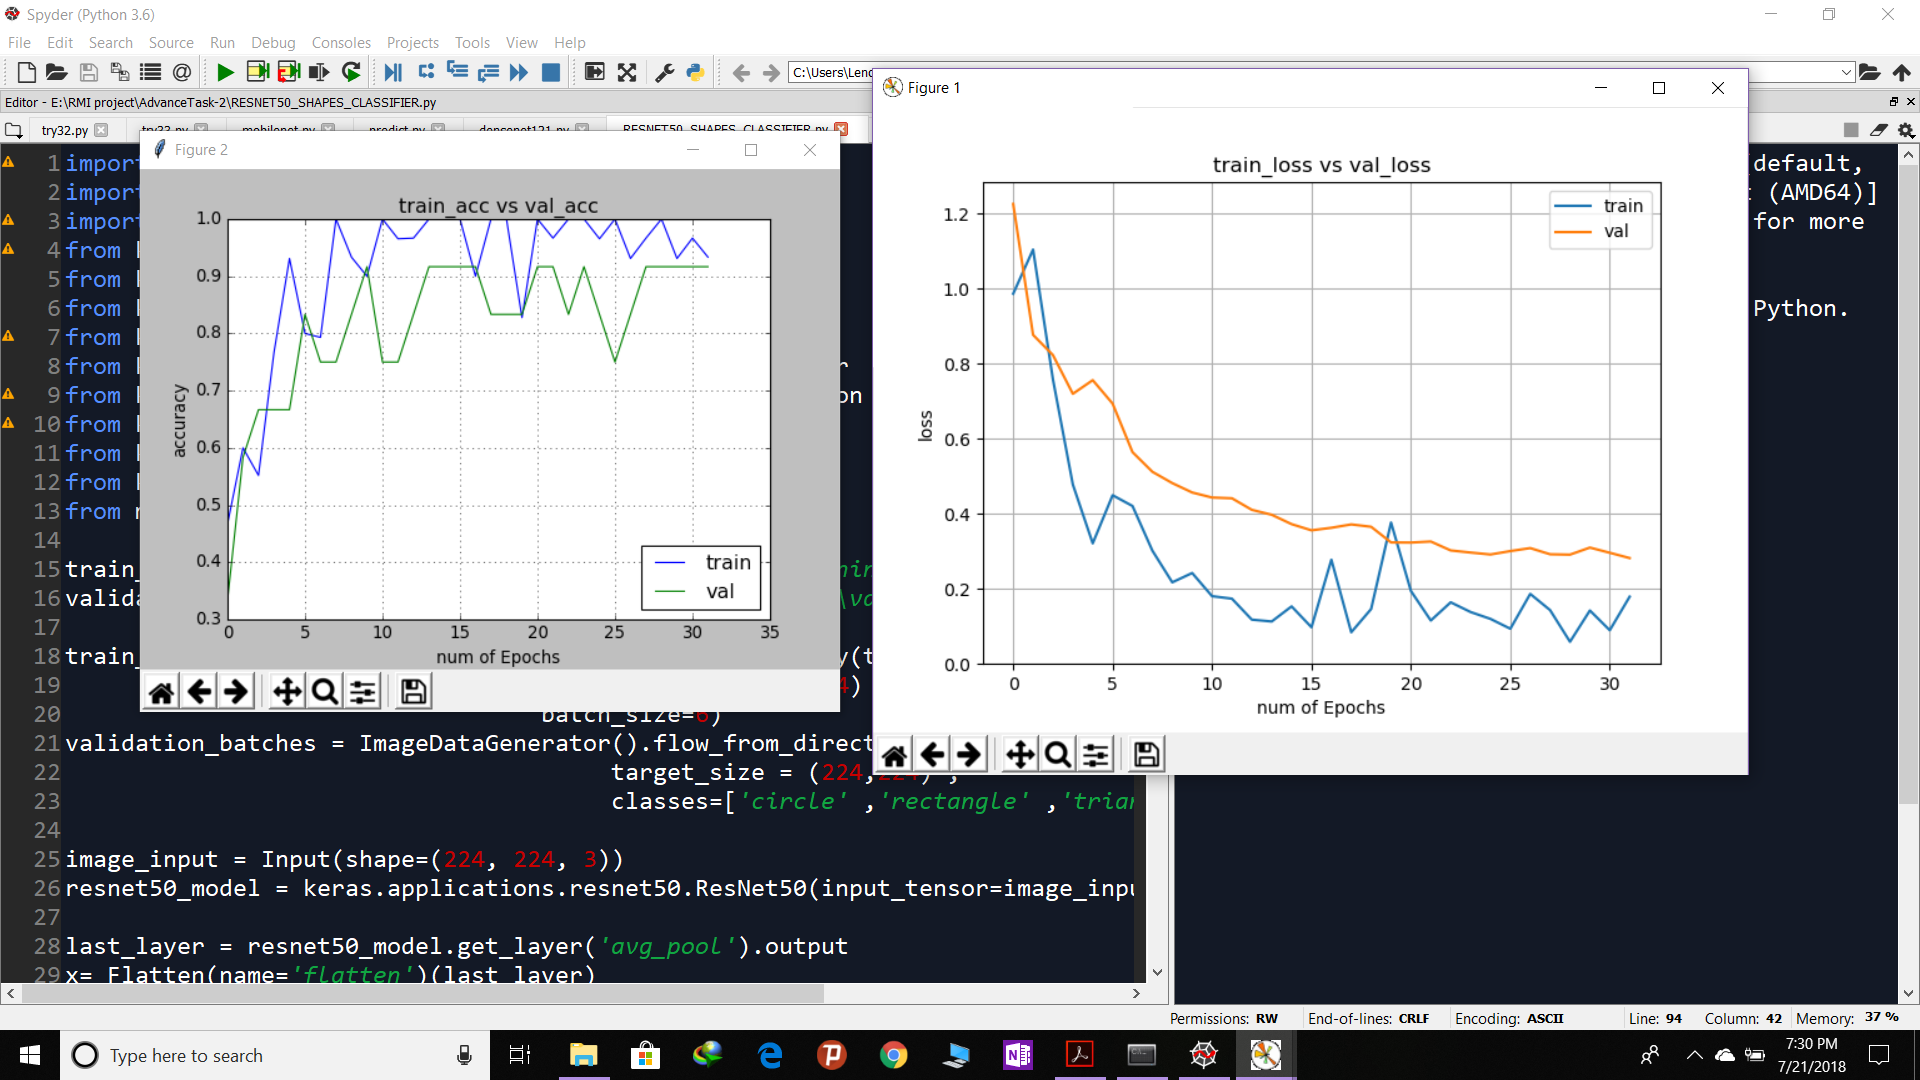 Spyder (Python 3.6)
File Edit Search Source Run Debug Consoles Projects Tools View Help
C:\Users\Leno
Editor - E:\RMI project\AdvanceTask-2\RESNET50_SHAPES_CLASSIFIER.py
try32.py try33.py mobilenet.py predict.py densenet121.py RESNET50_SHAPES_CLASSIFIER.py
Figure 2
train_acc vs val_acc
1.0
0.9
0.8
0.7
0.6
0.5
0.4
0.3
accuracy
0 5 10 15 20 25 30 35
num of Epochs
train
val
Figure 1
train_loss vs val_loss
1.2
1.0
0.8
0.6
0.4
0.2
0.0
loss
0 5 10 15 20 25 30
num of Epochs
train
val
default,
(AMD64)]
for more
Python.
1 impor
2 impor
3 impor
4 from
5 from
6 from
7 from
8 from r
9 from on
10 from
11 from
12 from
13 from
14
15 train_
16 valida
17
18 train_ y(t
19 4)
20 batch_size=6)
21 validation_batches = ImageDataGenerator().flow_from_direct
22 target_size = (224,224) ,
23 classes=['circle' ,'rectangle' ,'trian
24
25 image_input = Input(shape=(224, 224, 3))
26 resnet50_model = keras.applications.resnet50.ResNet50(input_tensor=image_inpu
27
28 last_layer = resnet50_model.get_layer('avg_pool').output
29 x= Flatten(name='flatten')(last_layer)
Permissions: RW End-of-lines: CRLF Encoding: ASCII Line: 94 Column: 42 Memory: 37 %
Type here to search
7:30 PM
7/21/2018